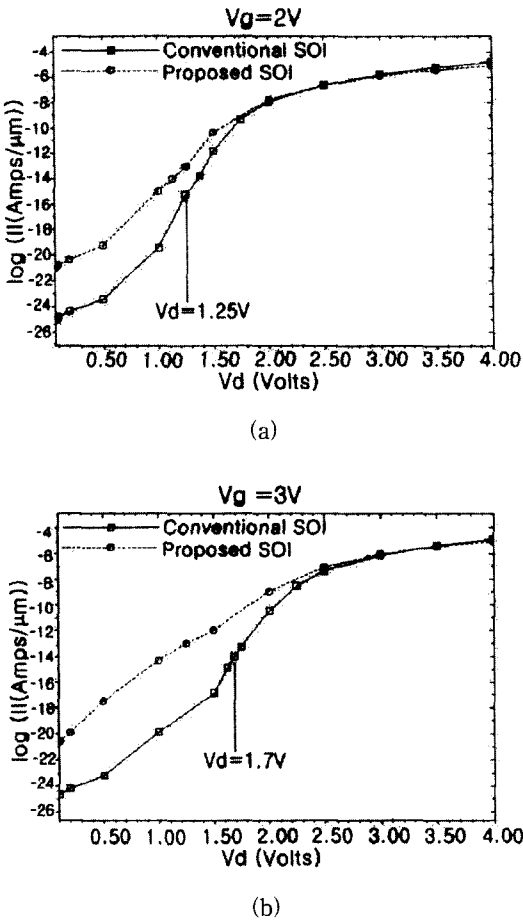 Vg=2V
-4
-6
-8
-10
-12
-14
-16
-20
-22
-24
-26
log (II(Amps/μm))
Conventional SOI
Proposed SOI
Vd=1.25V
0.50 1.00 1.50 2.00 2.50 3.00 3.50 4.00
Vd (Volts)
(a)
Vg =3V
-4
-6
-8
-10
-12
-14
-16
-20
-22
-24
-26
log (II(Amps/μm))
Conventional SOI
Proposed SOI
Vd=1.7V
0.50 1.00 1.50 2.00 2.50 3.00 3.50 4.00
Vd (Volts)
(b)